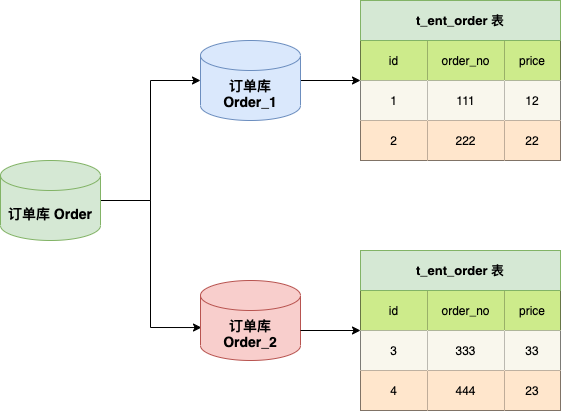 订单库 Order
订单库
Order_1
t_ent_order 表
id order_no price
1 111 12
2 222 22
订单库
Order_2
t_ent_order 表
id order_no price
3 333 33
4 444 23